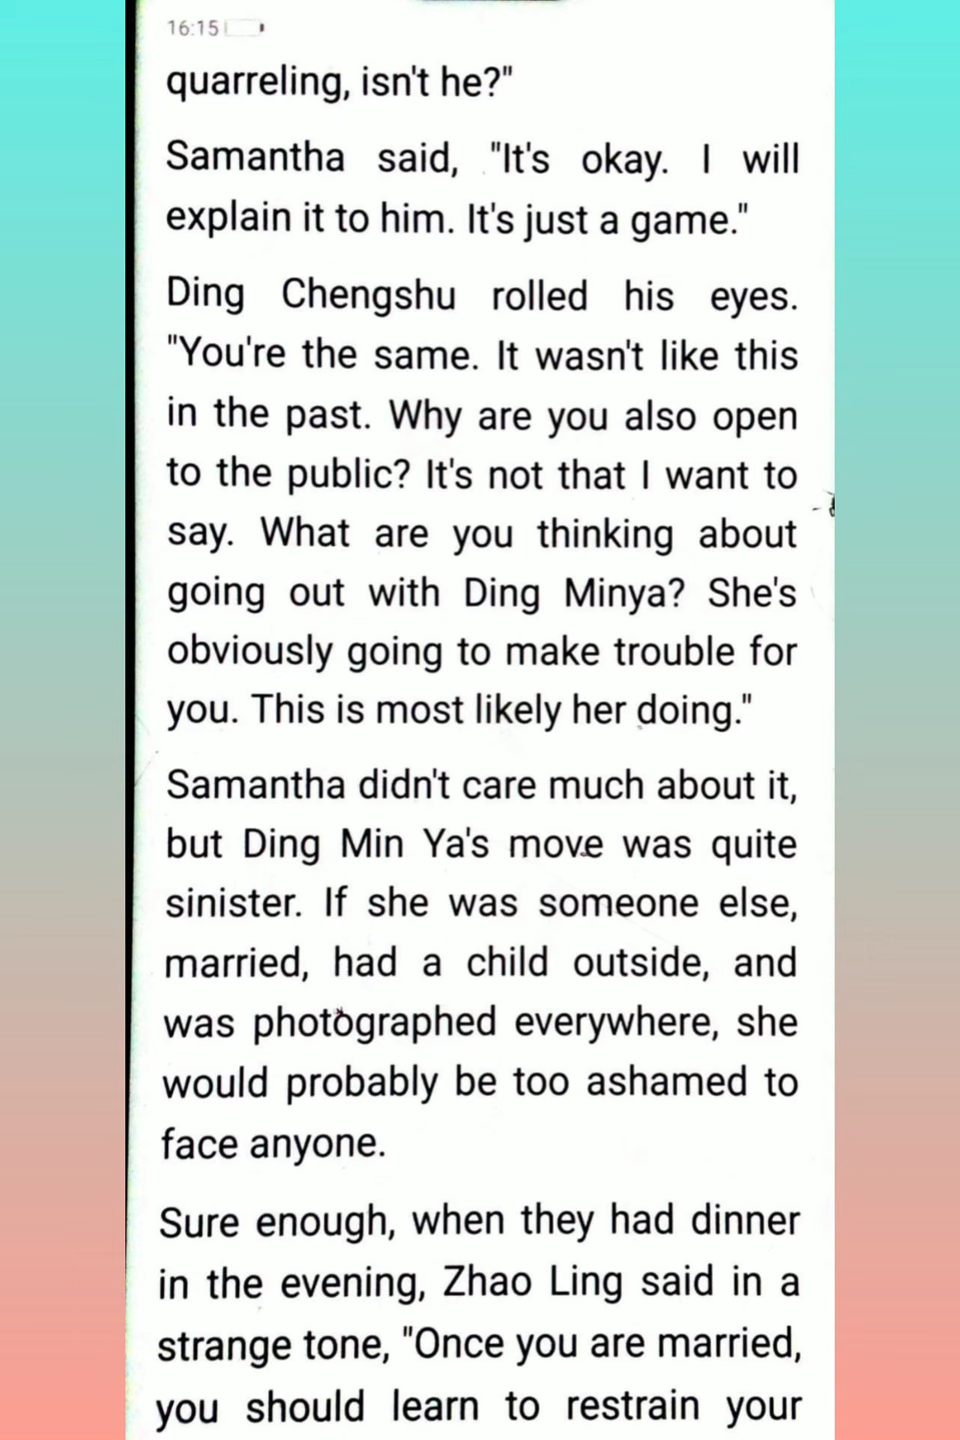 16:15
quarreling, isn't he?"
Samantha said, "It's okay. I will
explain it to him. It's just a game."
Ding Chengshu rolled his eyes.
"You're the same. It wasn't like this
in the past. Why are you also open
to the public? It's not that I want to
say. What are you thinking about
going out with Ding Minya? She's
obviously going to make trouble for
you. This is most likely her doing."
Samantha didn't care much about it,
but Ding Min Ya's move was quite
sinister. If she was someone else,
married, had a child outside, and
was photographed everywhere, she
would probably be too ashamed to
face anyone.
Sure enough, when they had dinner
in the evening, Zhao Ling said in a
strange tone, "Once you are married,
you should learn to restrain your